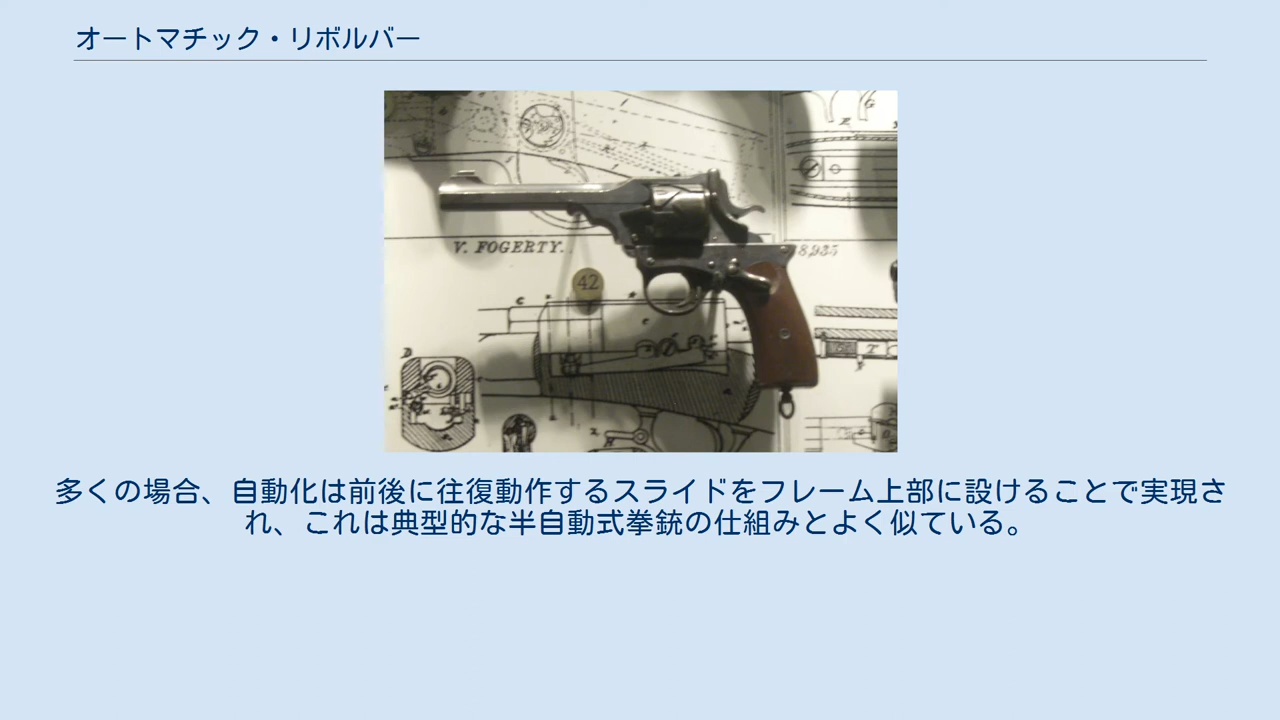 オートマチック・リボルバー
V. FOGERTY.
42
多くの場合、自動化は前後に往復動作するスライドをフレーム上部に設けることで実現さ
れ、これは典型的な半自動式拳銃の仕組みとよく似ている。